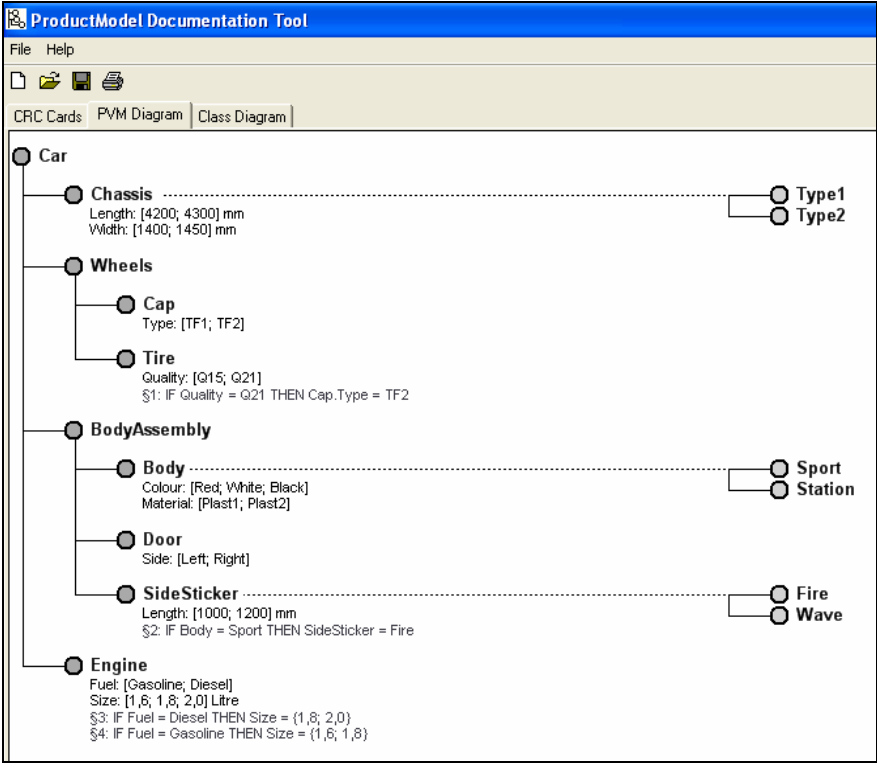 ProductModel Documentation Tool
File Help
CRC Cards PVM Diagram Class Diagram
Car
Chassis Type1
Length: [4200; 4300] mm Type2
Width: [1400; 1450] mm
Wheels
Cap
Type: [TF1; TF2]
Tire
Quality: [Q15; Q21]
§1: IF Quality = Q21 THEN Cap.Type = TF2
BodyAssembly
Body Sport
Colour: [Red; White; Black] Station
Material: [Plast1; Plast2]
Door
Side: [Left; Right]
SideSticker Fire
Length: [1000; 1200] mm Wave
§2: IF Body = Sport THEN SideSticker = Fire
Engine
Fuel: [Gasoline; Diesel]
Size: [1,6; 1,8; 2,0] Litre
§3: IF Fuel = Diesel THEN Size = {1,8; 2,0}
§4: IF Fuel = Gasoline THEN Size = {1,6; 1,8}